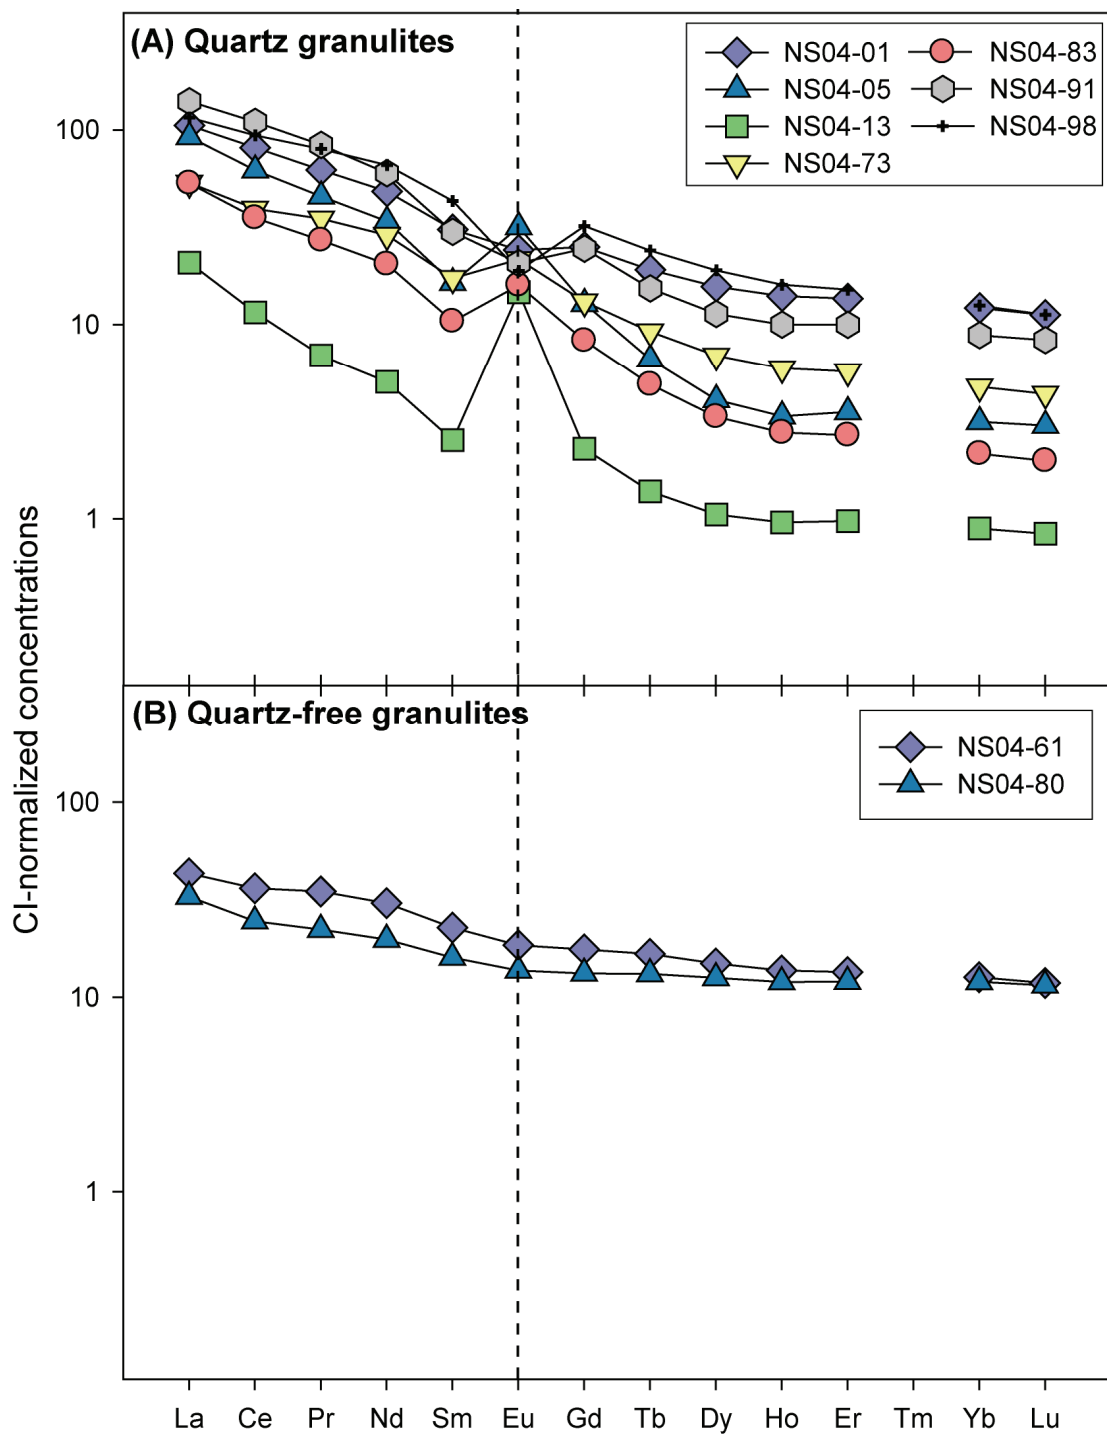 (A) Quartz granulites
NS04-01
NS04-83
NS04-05
NS04-91
NS04-13
NS04-98
NS04-73
100
10
1
CI-normalized concentrations
(B) Quartz-free granulites
NS04-61
NS04-80
100
10
1
La Ce Pr Nd Sm Eu Gd Tb Dy Ho Er Tm Yb Lu